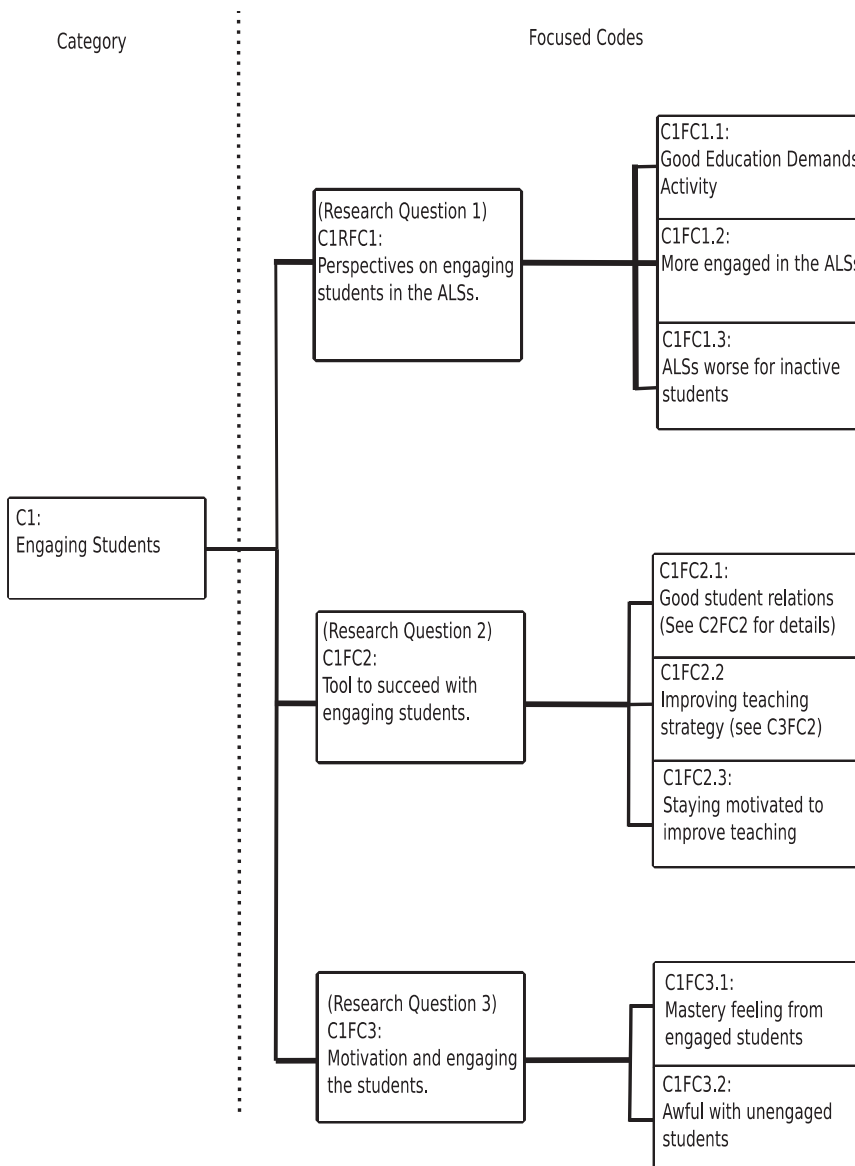 Category
Focused Codes
C1:
Engaging Students
(Research Question 1)
C1RFC1:
Perspectives on engaging
students in the ALSs.
C1FC1.1:
Good Education Demands
Activity
C1FC1.2:
More engaged in the ALSs
C1FC1.3:
ALSs worse for inactive
students
(Research Question 2)
C1FC2:
Tool to succeed with
engaging students.
C1FC2.1:
Good student relations
(See C2FC2 for details)
C1FC2.2
Improving teaching
strategy (see C3FC2)
C1FC2.3:
Staying motivated to
improve teaching
(Research Question 3)
C1FC3:
Motivation and engaging
the students.
C1FC3.1:
Mastery feeling from
engaged students
C1FC3.2:
Awful with unengaged
students